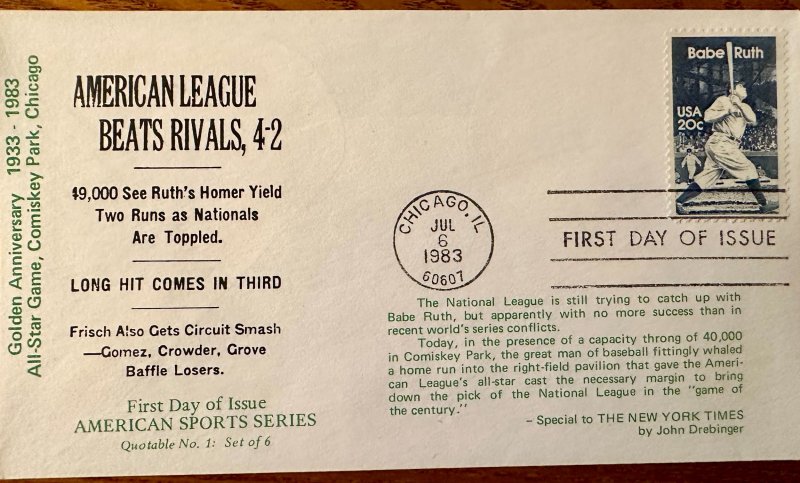 Golden Anniversary 1933 - 1983
All-Star Game, Comiskey Park, Chicago
AMERICAN LEAGUE
BEATS RIVALS, 4-2
49,000 See Ruth's Homer Yield
Two Runs as Nationals
Are Toppled.
LONG HIT COMES IN THIRD
Frisch Also Gets Circuit Smash
—Gomez, Crowder, Grove
Baffle Losers.
First Day of Issue
AMERICAN SPORTS SERIES
Quotable No. 1: Set of 6
Babe Ruth
USA
20c
CHICAGO, IL
JUL
6
1983
60607
FIRST DAY OF ISSUE
The National League is still trying to catch up with
Babe Ruth, but apparently with no more success than in
recent world's series conflicts.
Today, in the presence of a capacity throng of 40,000
in Comiskey Park, the great man of baseball fittingly whaled
a home run into the right-field pavilion that gave the Ameri-
can League's all-star cast the necessary margin to bring
down the pick of the National League in the "game of
the century."
- Special to THE NEW YORK TIMES
by John Drebinger